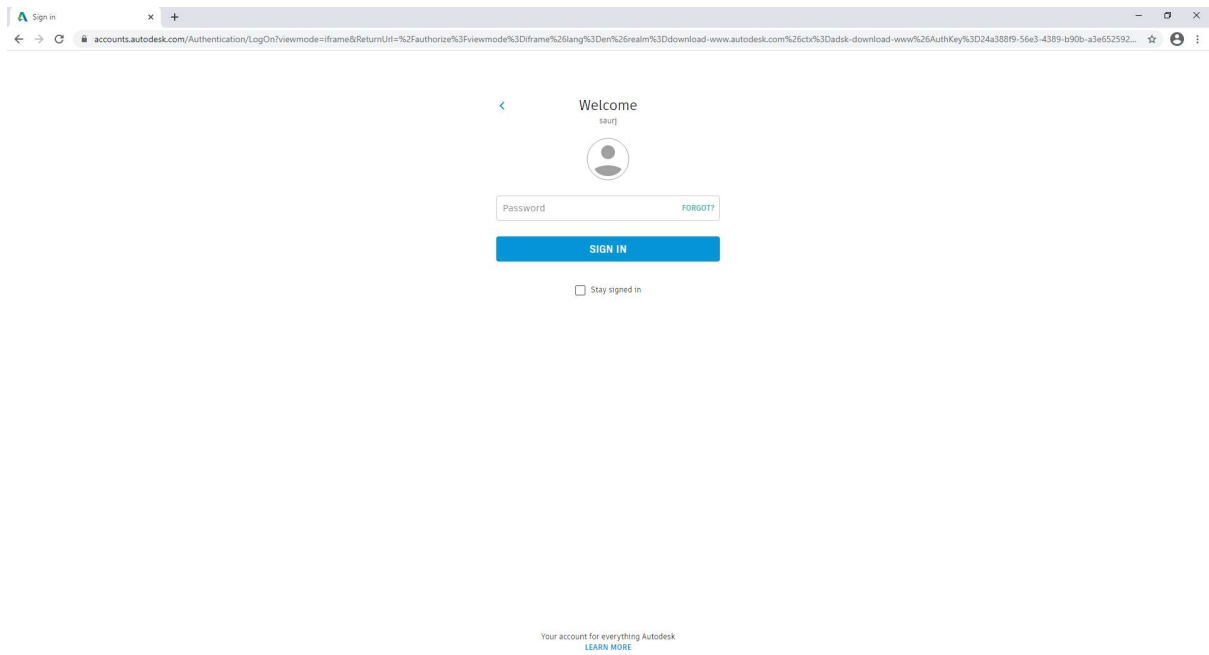 Sign in
accounts.autodesk.com/Authentication/LogOn?viewmode=iframe&ReturnUrl=%2Fauthorize%3Fviewmode%3Diframe%26lang%3Den%26realm%3Ddownload-www.autodesk.com%26ctx%3Dadsk-download-www%26AuthKey%3D24a388f9-56e3-4389-b90b-a3e652592...
Welcome
saurj
Password FORGOT?
SIGN IN
Stay signed in
Your account for everything Autodesk
LEARN MORE